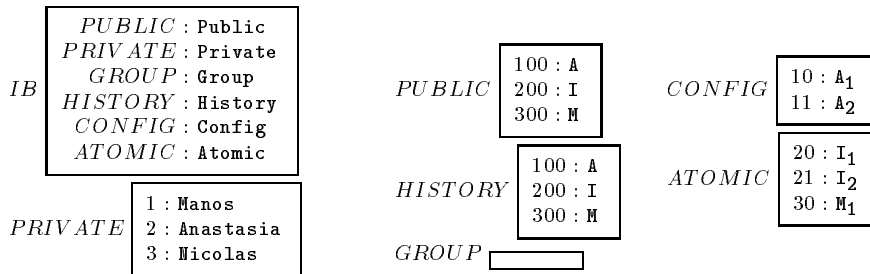 IB
PUBLIC : Public
PRIVATE : Private
GROUP : Group
HISTORY : History
CONFIG : Config
ATOMIC : Atomic
PRIVATE
1 : Manos
2 : Anastasia
3 : Nicolas
PUBLIC
100 : A
200 : I
300 : M
HISTORY
100 : A
200 : I
300 : M
GROUP
CONFIG
10 : A₁
11 : A₂
ATOMIC
20 : I₁
21 : I₂
30 : M₁